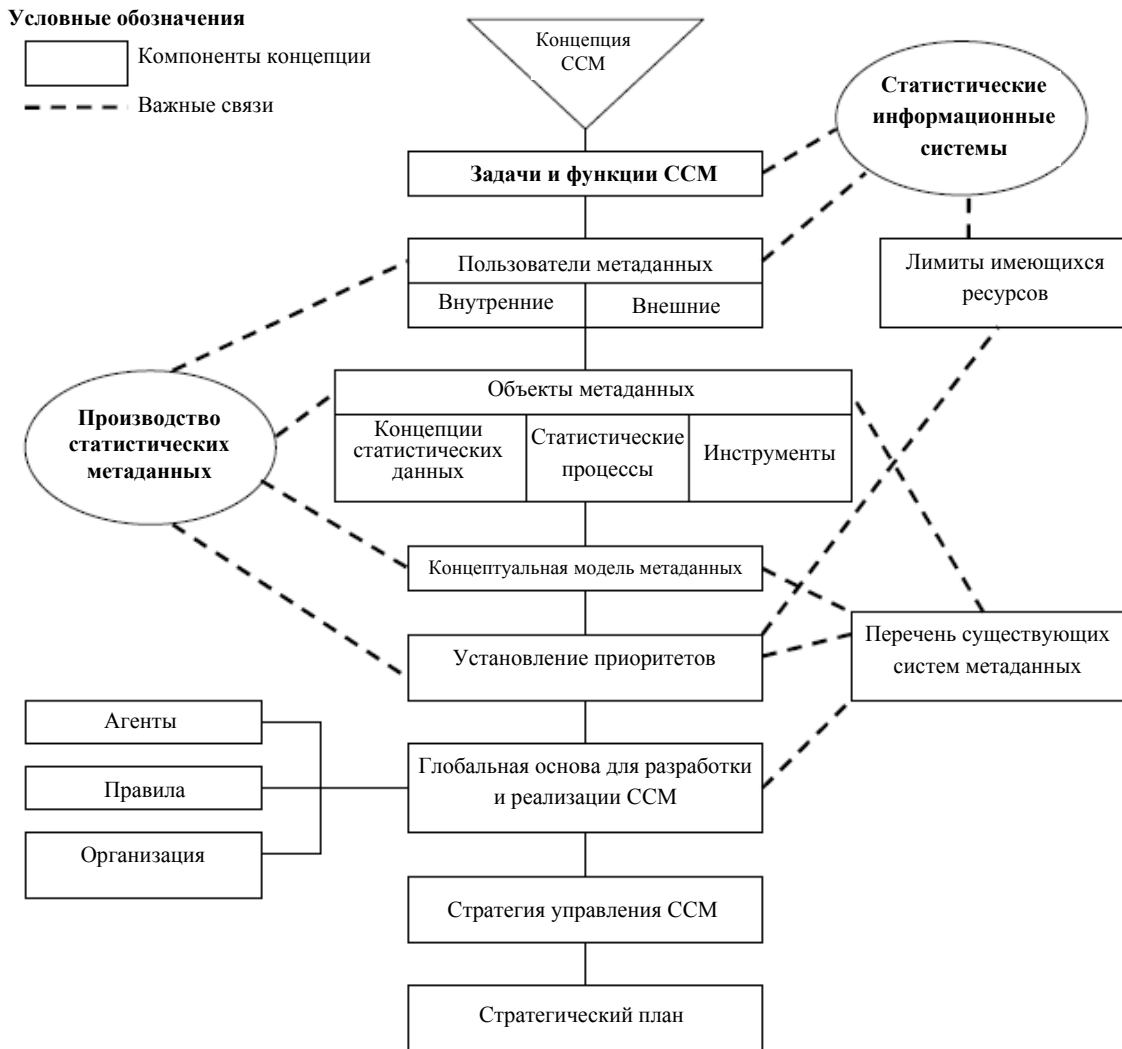 Условные обозначения
Компоненты концепции
Важные связи
Концепция
ССМ
Статистические
информационные
системы
Задачи и функции ССМ
Пользователи метаданных
Внутренние
Внешние
Лимиты имеющихся
ресурсов
Производство
статистических
метаданных
Объекты метаданных
Концепции
статистических
данных
Статистические
процессы
Инструменты
Концептуальная модель метаданных
Установление приоритетов
Перечень существующих
систем метаданных
Агенты
Правила
Организация
Глобальная основа для разработки
и реализации ССМ
Стратегия управления ССМ
Стратегический план